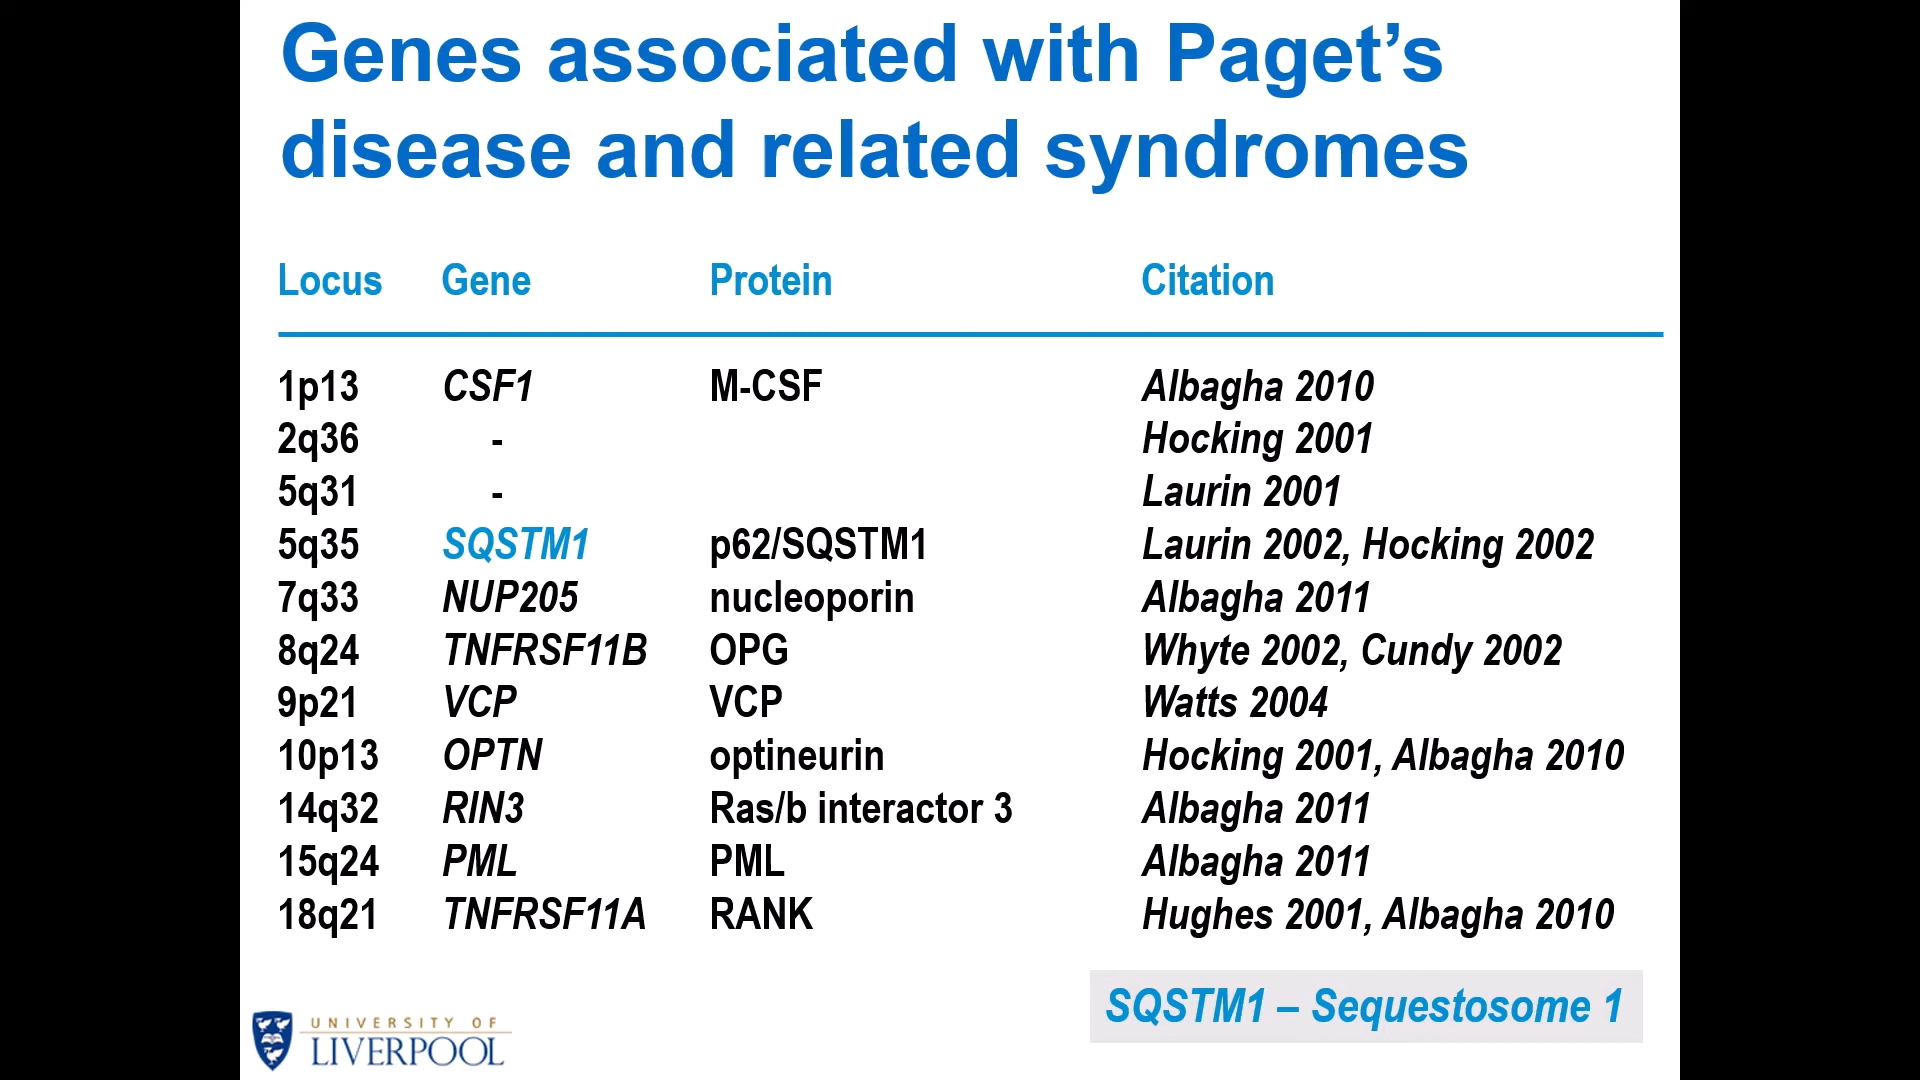 Genes associated with Paget’s
disease and related syndromes
Locus Gene Protein Citation
1p13 CSF1 M-CSF Albagha 2010
2q36 - Hocking 2001
5q31 - Laurin 2001
5q35 SQSTM1 p62/SQSTM1 Laurin 2002, Hocking 2002
7q33 NUP205 nucleoporin Albagha 2011
8q24 TNFRSF11B OPG Whyte 2002, Cundy 2002
9p21 VCP VCP Watts 2004
10p13 OPTN optineurin Hocking 2001, Albagha 2010
14q32 RIN3 Ras/b interactor 3 Albagha 2011
15q24 PML PML Albagha 2011
18q21 TNFRSF11A RANK Hughes 2001, Albagha 2010
SQSTM1 – Sequestosome 1
UNIVERSITY OF
LIVERPOOL